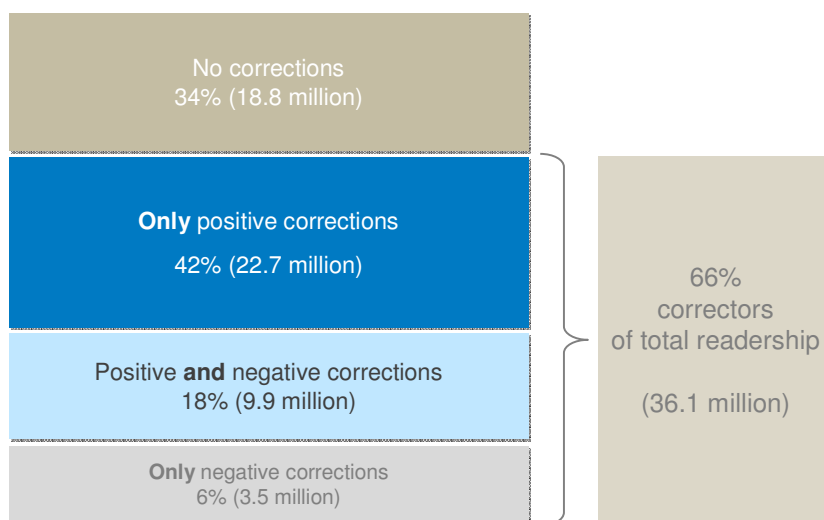 No corrections
34% (18.8 million)
Only positive corrections
42% (22.7 million)
Positive and negative corrections
18% (9.9 million)
Only negative corrections
6% (3.5 million)
66%
correctors
of total readership
(36.1 million)